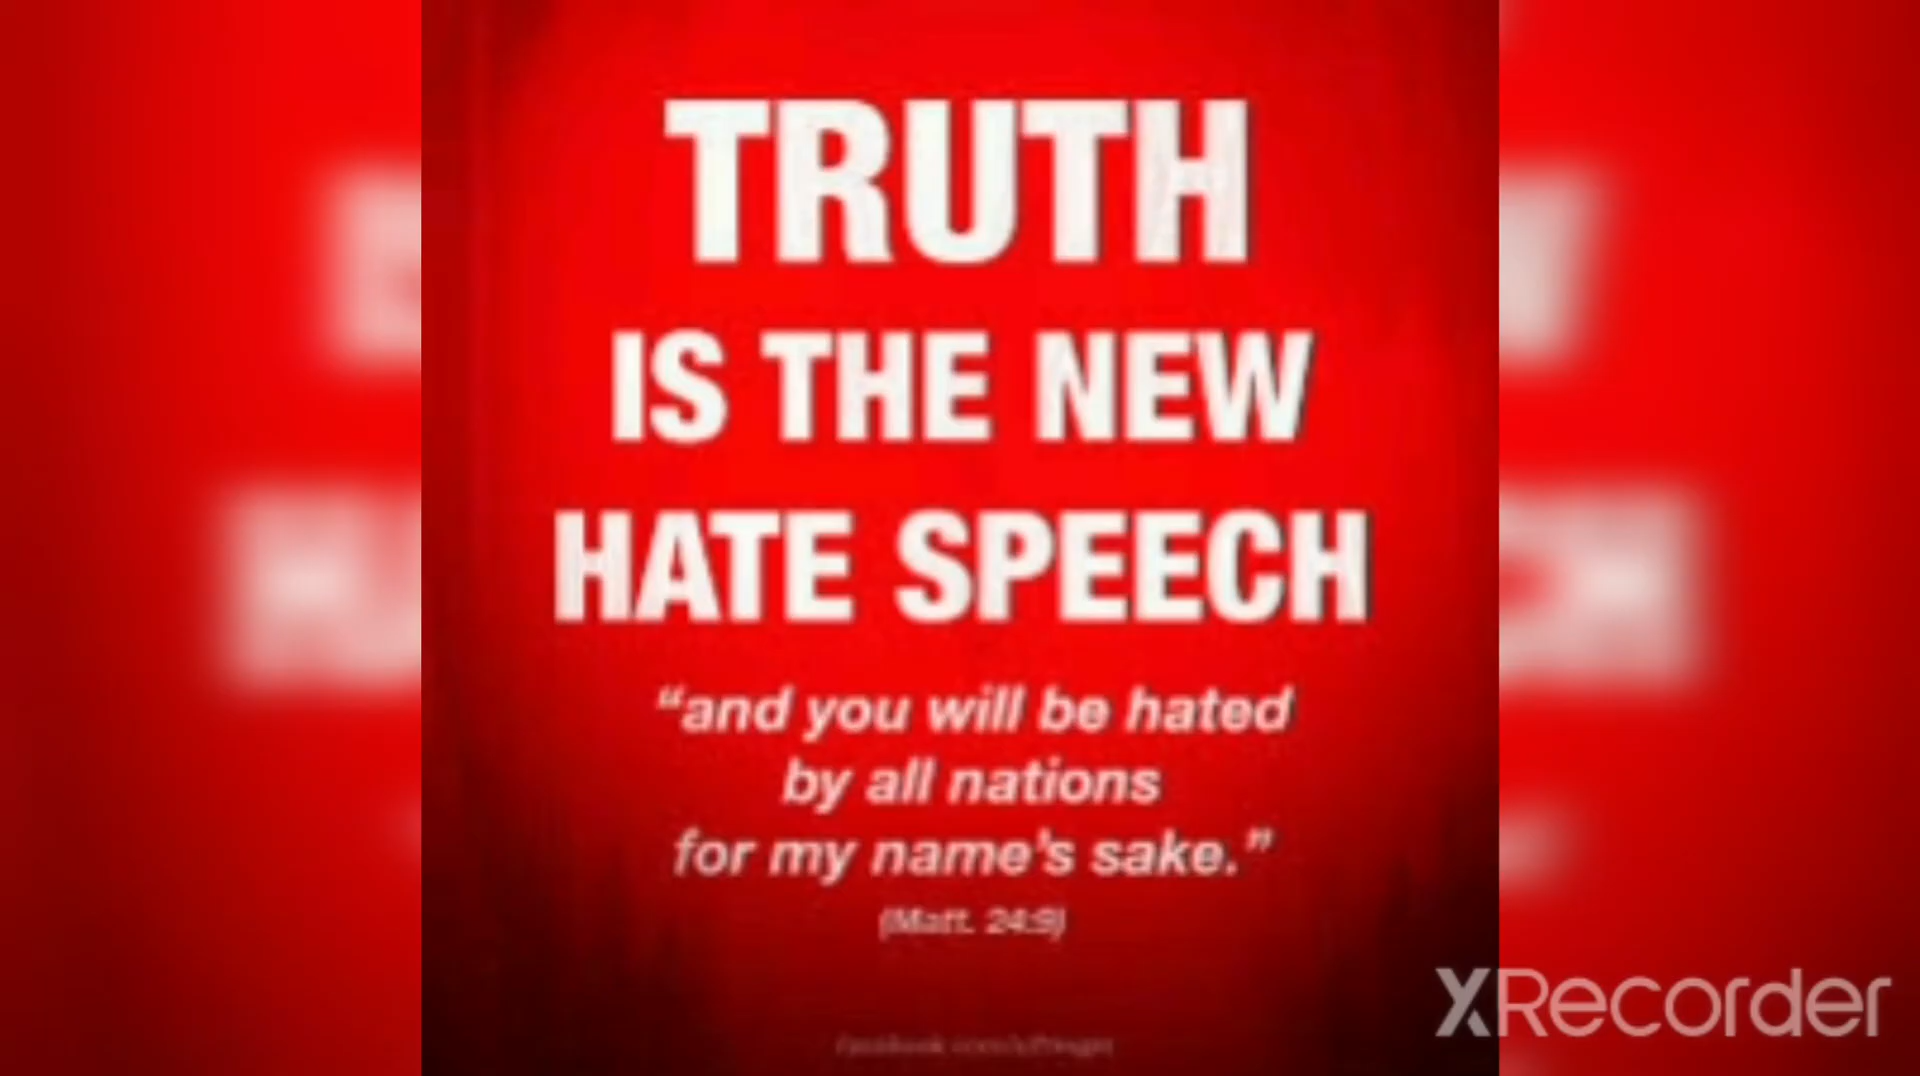 TRUTH
IS THE NEW
HATE SPEECH
“and you will be hated
by all nations
for my name's sake.”
(Matt. 24:9)
XRecorder